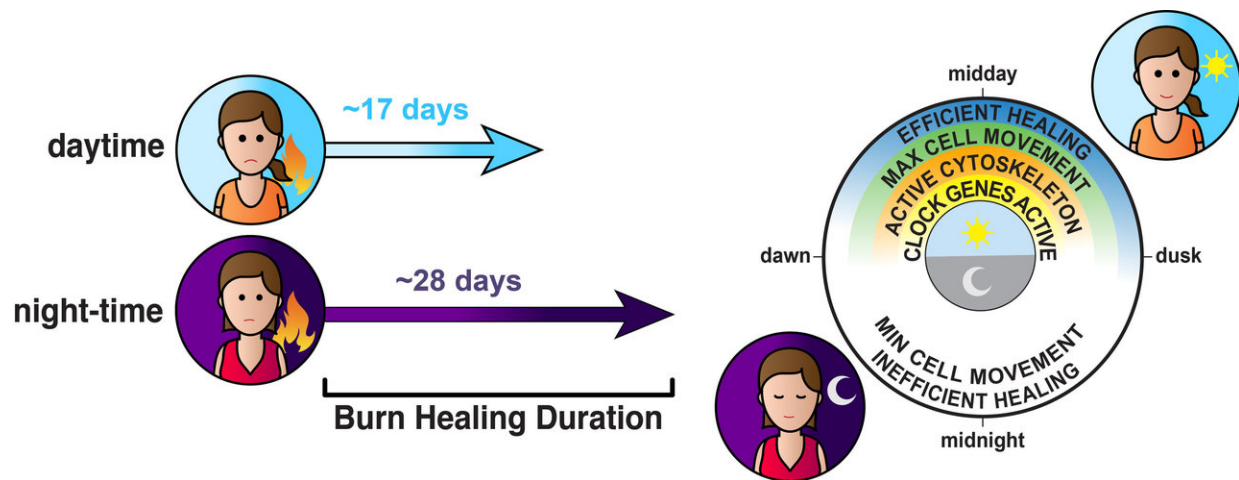 daytime
~17 days
night-time
~28 days
Burn Healing Duration
midday
EFFICIENT HEALING
MAX CELL MOVEMENT
ACTIVE CYTOSKELETON
CLOCK GENES ACTIVE
dawn
dusk
MIN CELL MOVEMENT
INEFFICIENT HEALING
midnight